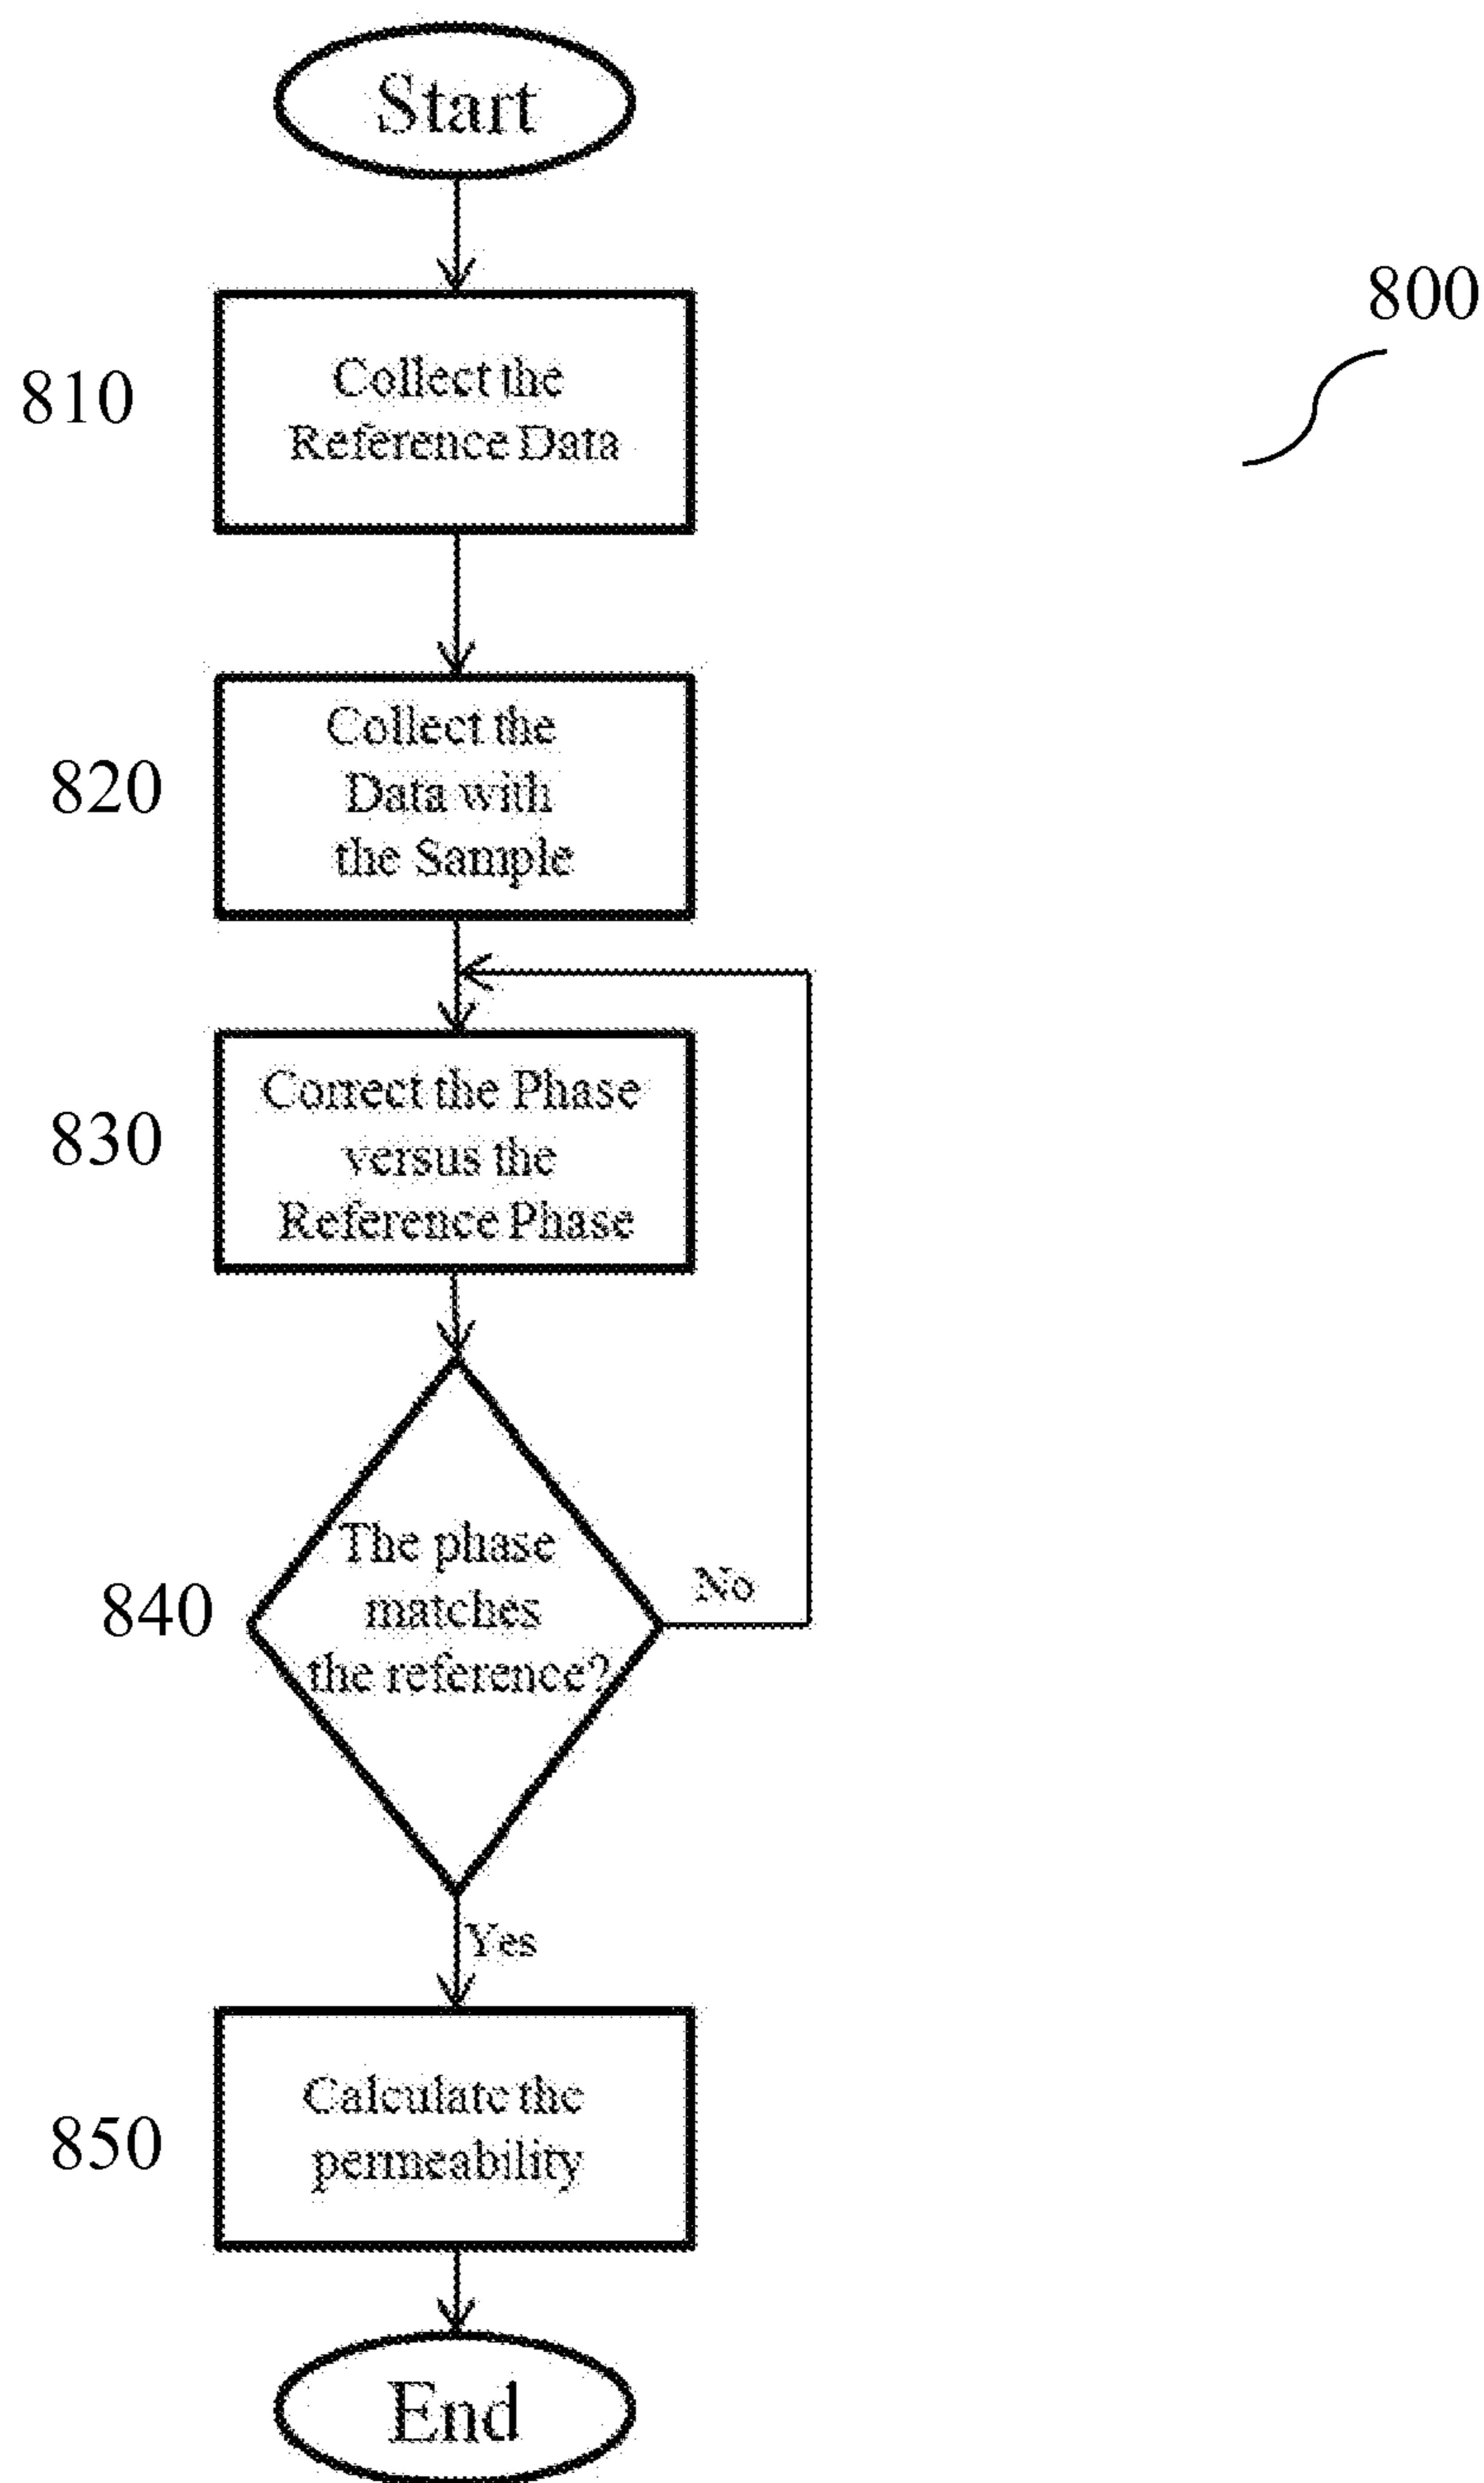 Start
800
810
Collect the
Reference Data
820
Collect the
Data with
the Sample
830
Correct the Phase
versus the
Reference Phase
840
The phase
matches
the reference?
No
Yes
850
Calculate the
permeability
End